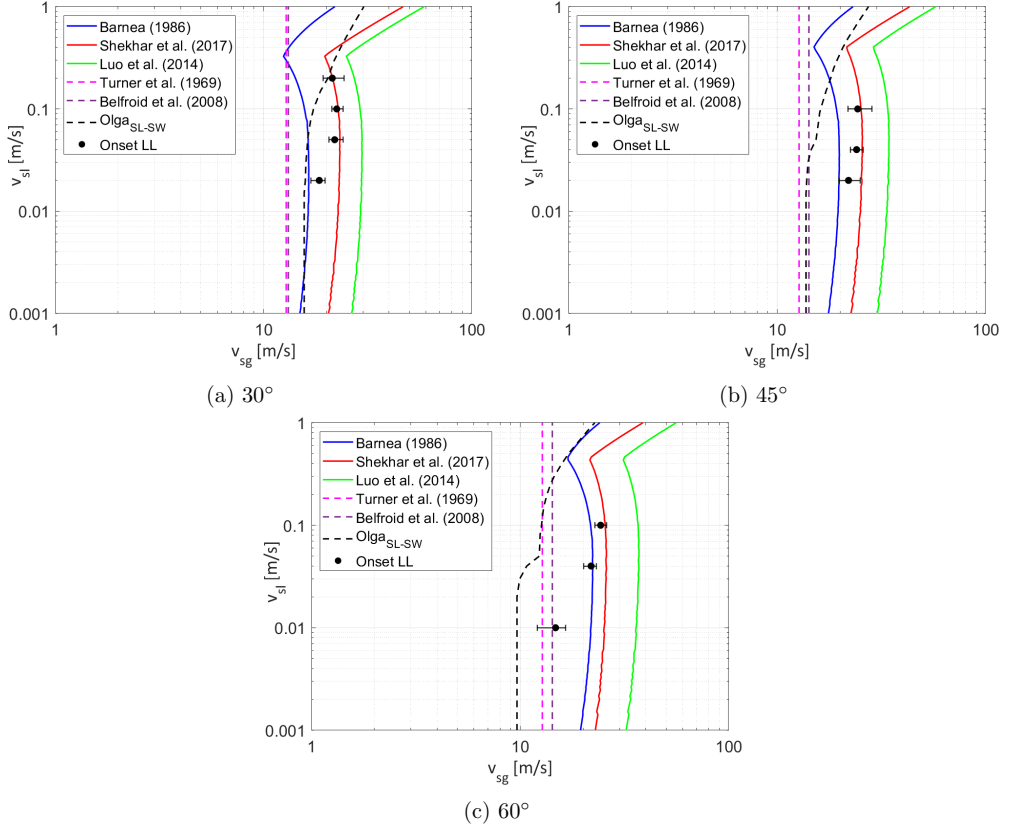 1
0.1
0.01
0.001
v_sl [m/s]
Barnea (1986)
Shekhar et al. (2017)
Luo et al. (2014)
Turner et al. (1969)
Belfroid et al. (2008)
Olga_SL-SW
Onset LL
1 10 100
v_sg [m/s]
(a) 30°
1
0.1
0.01
0.001
v_sl [m/s]
Barnea (1986)
Shekhar et al. (2017)
Luo et al. (2014)
Turner et al. (1969)
Belfroid et al. (2008)
Olga_SL-SW
Onset LL
1 10 100
v_sg [m/s]
(b) 45°
1
0.1
0.01
0.001
v_sl [m/s]
Barnea (1986)
Shekhar et al. (2017)
Luo et al. (2014)
Turner et al. (1969)
Belfroid et al. (2008)
Olga_SL-SW
Onset LL
1 10 100
v_sg [m/s]
(c) 60°